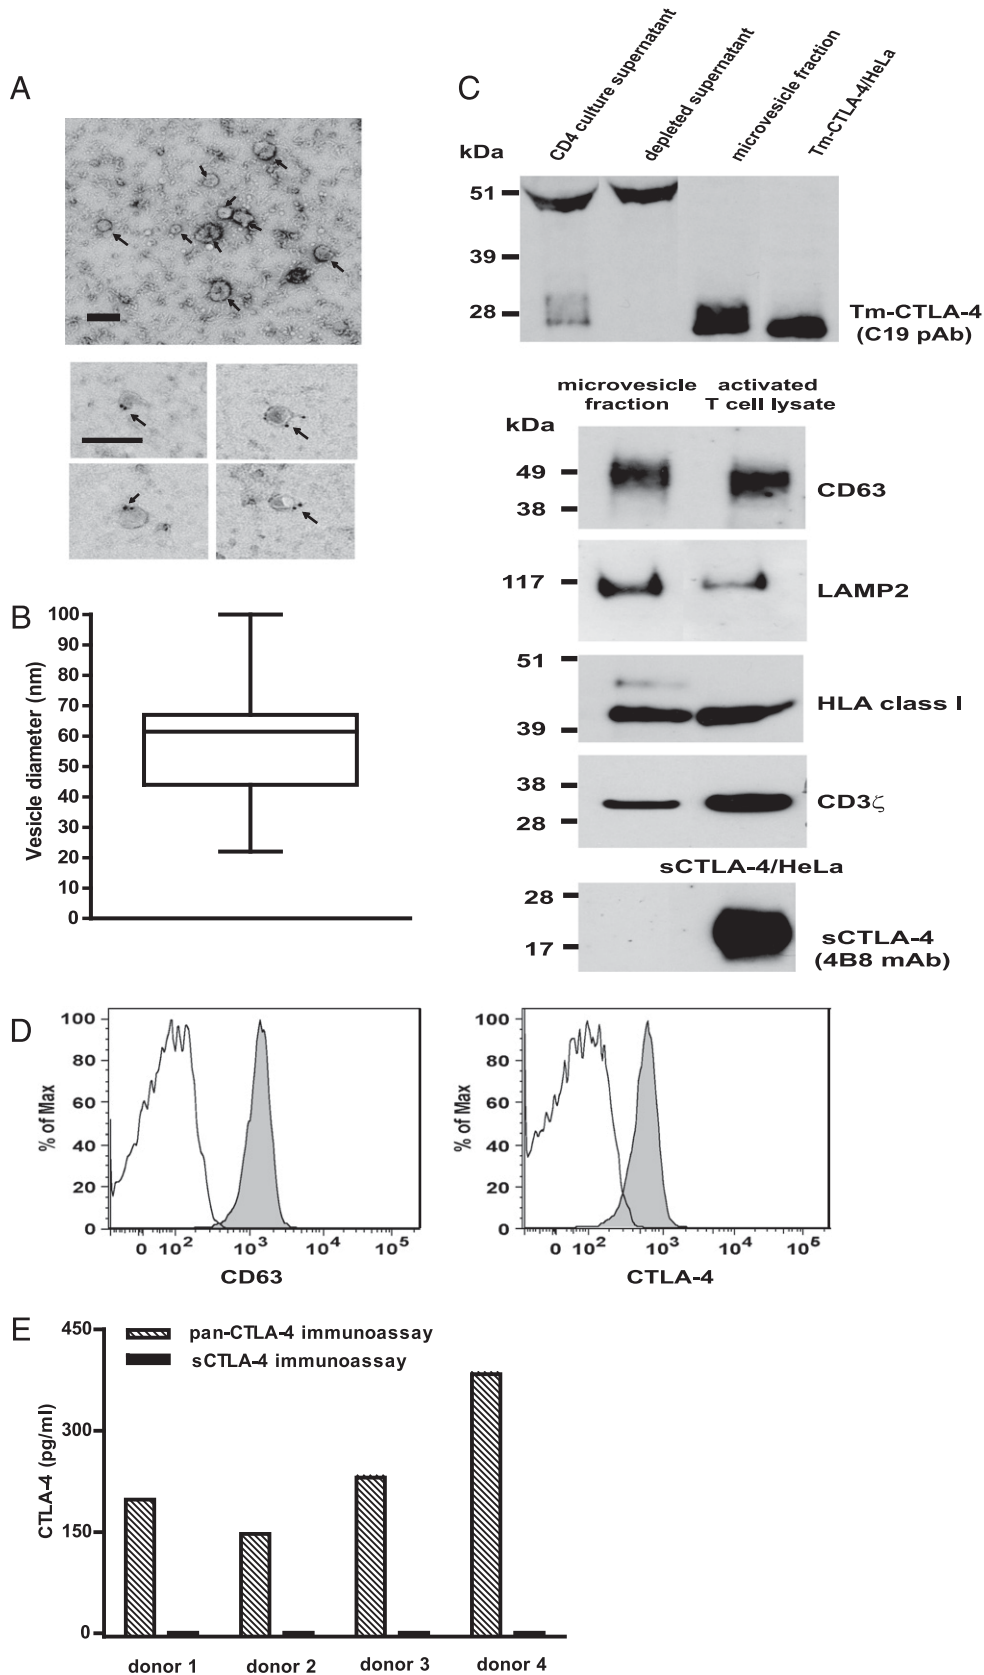 A
C
CD4 culture supernatant
depleted supernatant
microvesicle fraction
Tm-CTLA-4/HeLa
kDa
51
39
28
Tm-CTLA-4
(C19 pAb)
microvesicle fraction
activated T cell lysate
kDa
49
38
CD63
117
LAMP2
51
39
HLA class I
38
28
CD3ζ
sCTLA-4/HeLa
28
17
sCTLA-4
(4B8 mAb)
B
Vesicle diameter (nm)
100
90
80
70
60
50
40
30
20
10
0
D
% of Max
100
80
60
40
20
0
0 10² 10³ 10⁴ 10⁵
CD63
% of Max
100
80
60
40
20
0
0 10² 10³ 10⁴ 10⁵
CTLA-4
E
CTLA-4 (pg/ml)
450
300
150
0
pan-CTLA-4 immunoassay
sCTLA-4 immunoassay
donor 1 donor 2 donor 3 donor 4